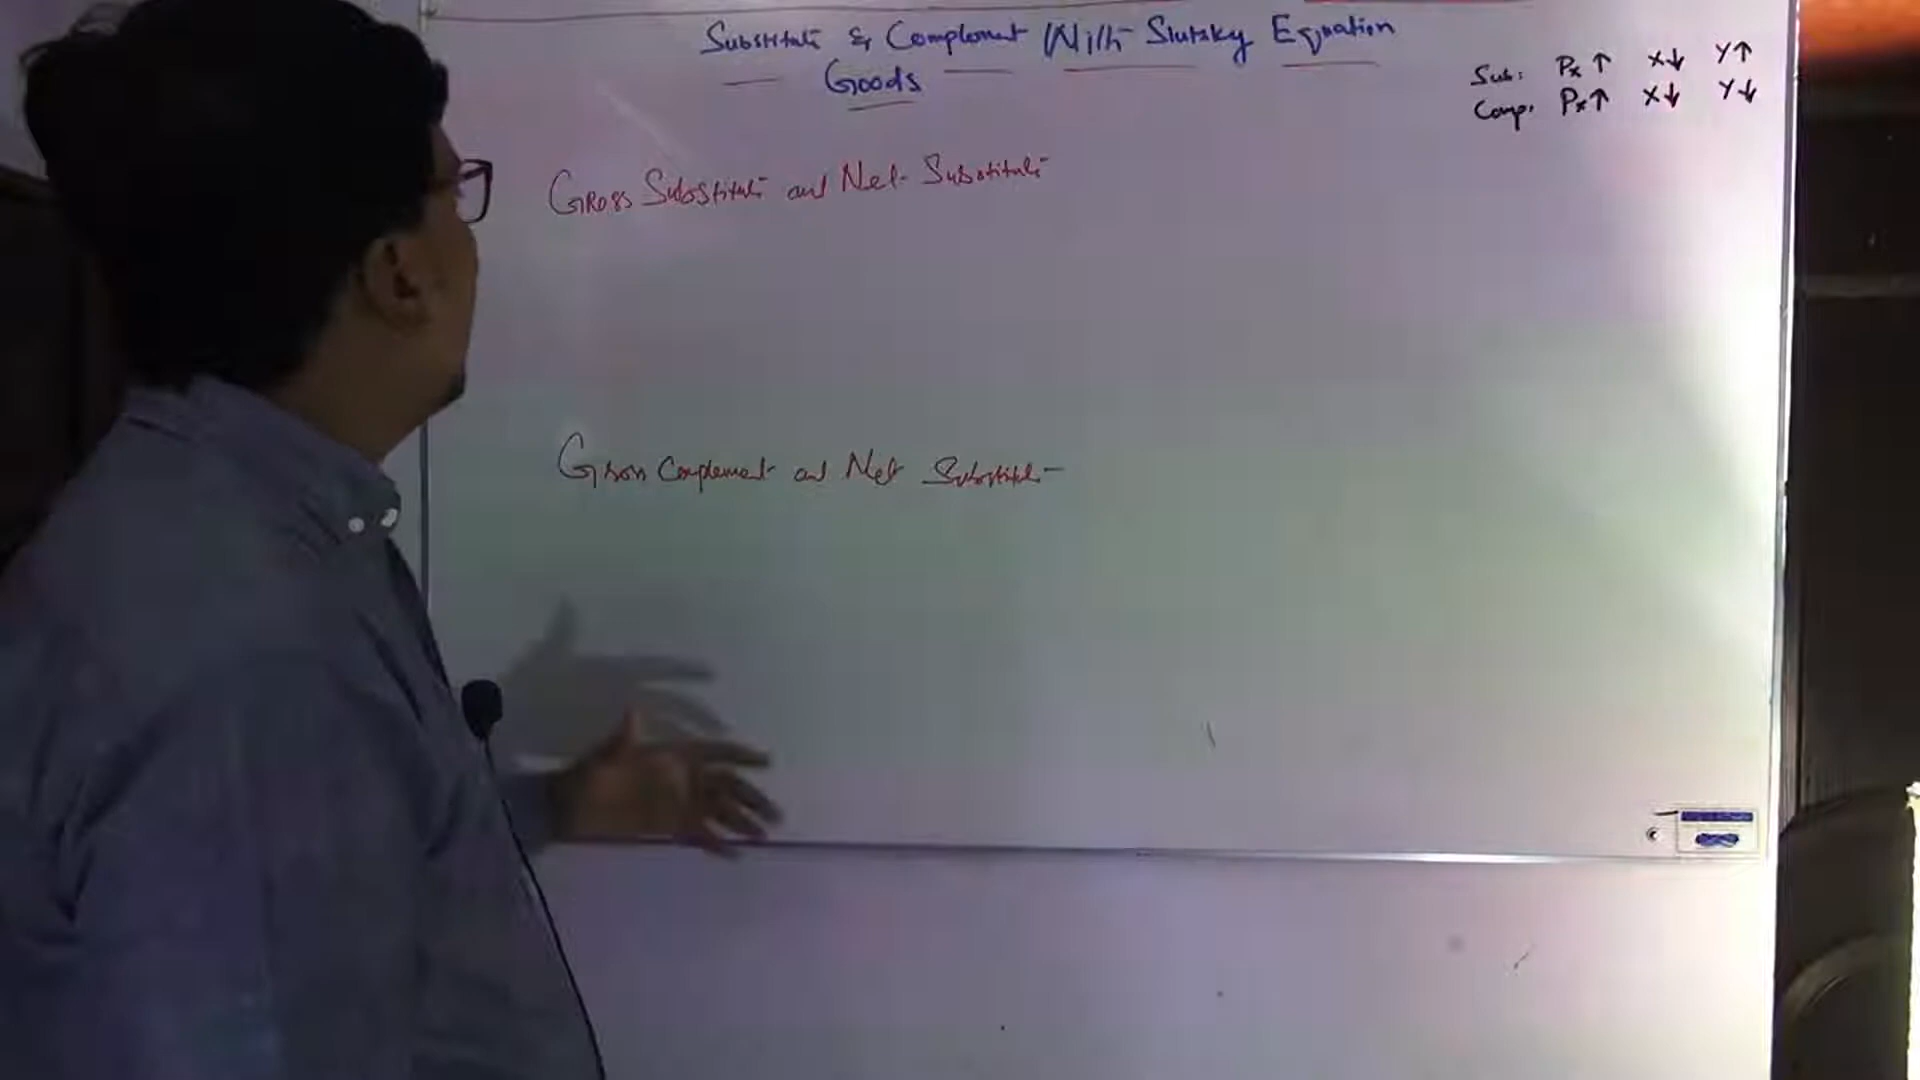 Substitute & Complement With Slutsky Equation
Goods
Sub: Px ↑ X↓ Y↑
Comp: Px↑ X↓ Y↓
GROSS Substitute and Net Substitute
Gross Complement and Net Substitute